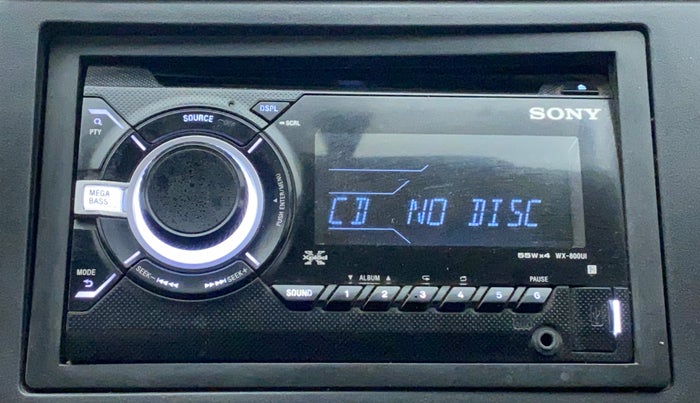 SOURCE
DSPL
SCRL
SONY
PTY
MEGA
BASS
PUSH ENTER/MENU
CD NO DISC
Xplod
55W×4 WX-800UI
MODE
SEEK- SEEK+
ALBUM
PAUSE
SOUND 1 2 3 4 5 6